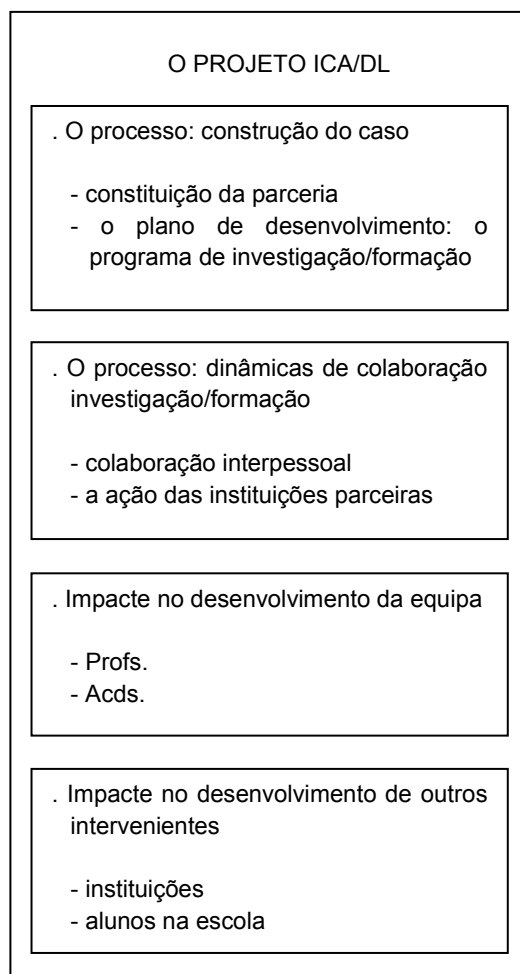 O PROJETO ICA/DL
. O processo: construção do caso
- constituição da parceria
- o plano de desenvolvimento: o
programa de investigação/formação
. O processo: dinâmicas de colaboração
investigação/formação
- colaboração interpessoal
- a ação das instituições parceiras
. Impacte no desenvolvimento da equipa
- Profs.
- Acds.
. Impacte no desenvolvimento de outros
intervenientes
- instituições
- alunos na escola